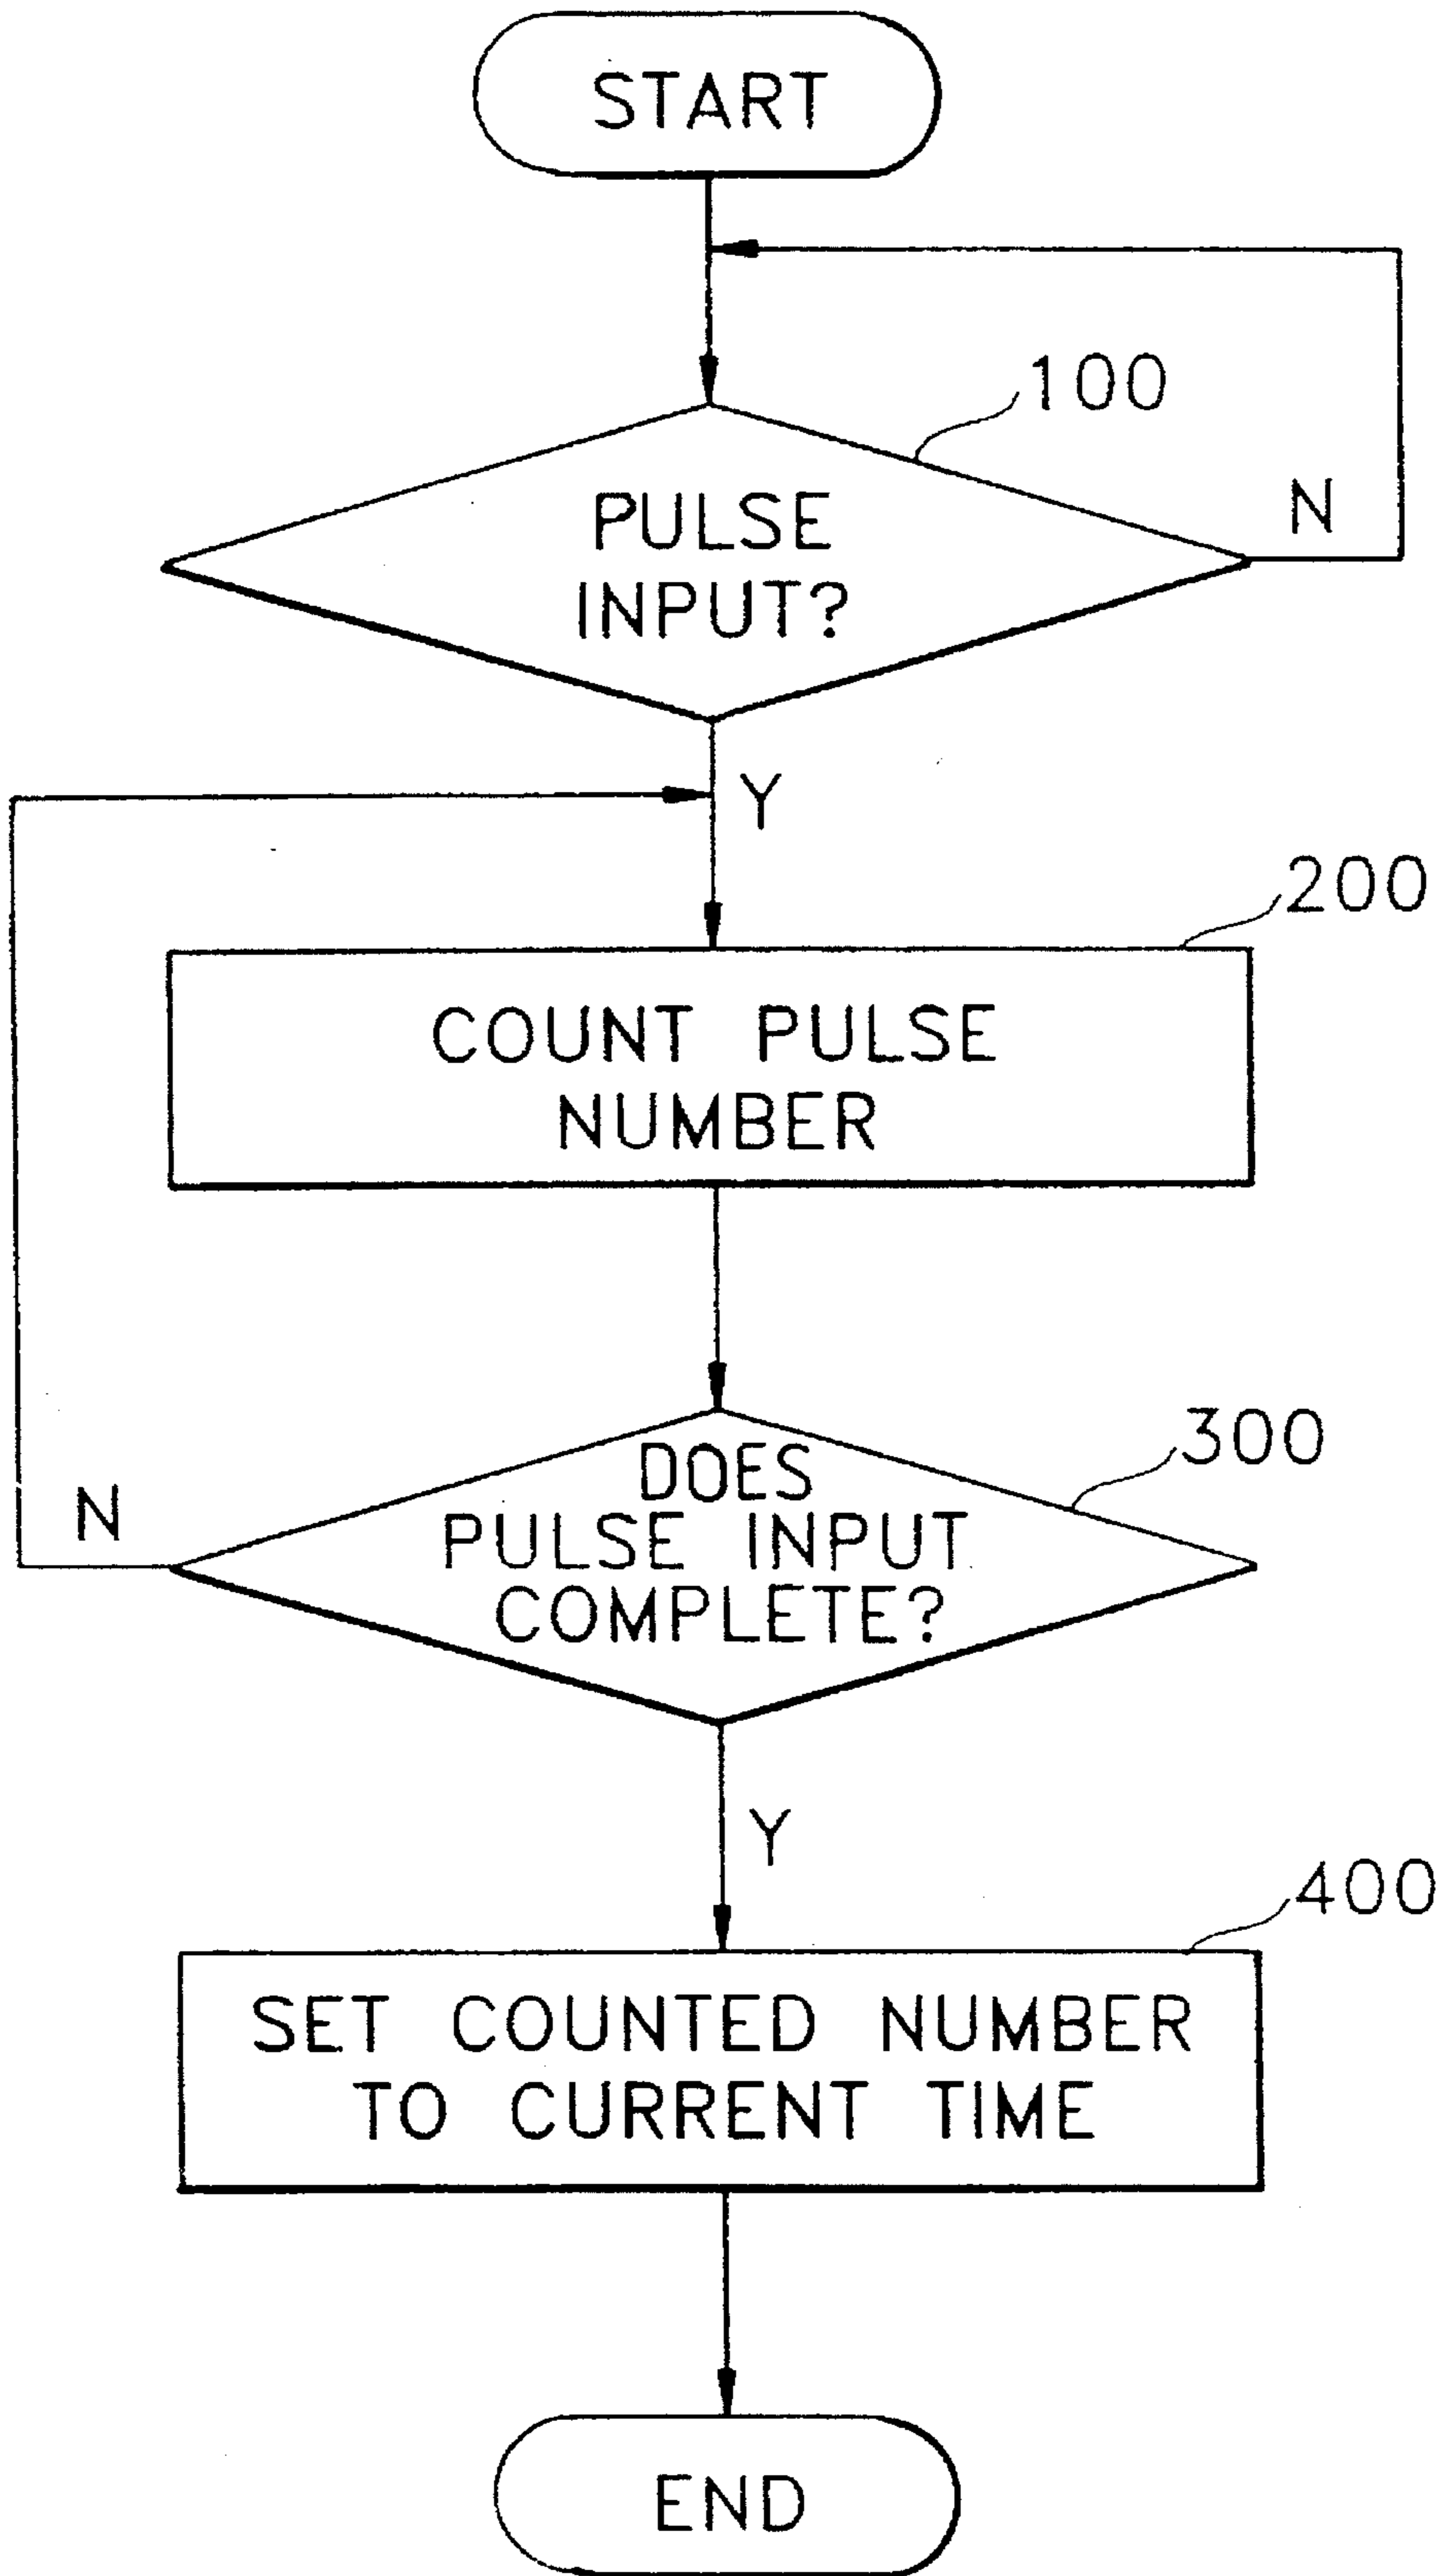 START
100
PULSE
INPUT?
N
Y
200
COUNT PULSE
NUMBER
300
DOES
PULSE INPUT
COMPLETE?
N
Y
400
SET COUNTED NUMBER
TO CURRENT TIME
END